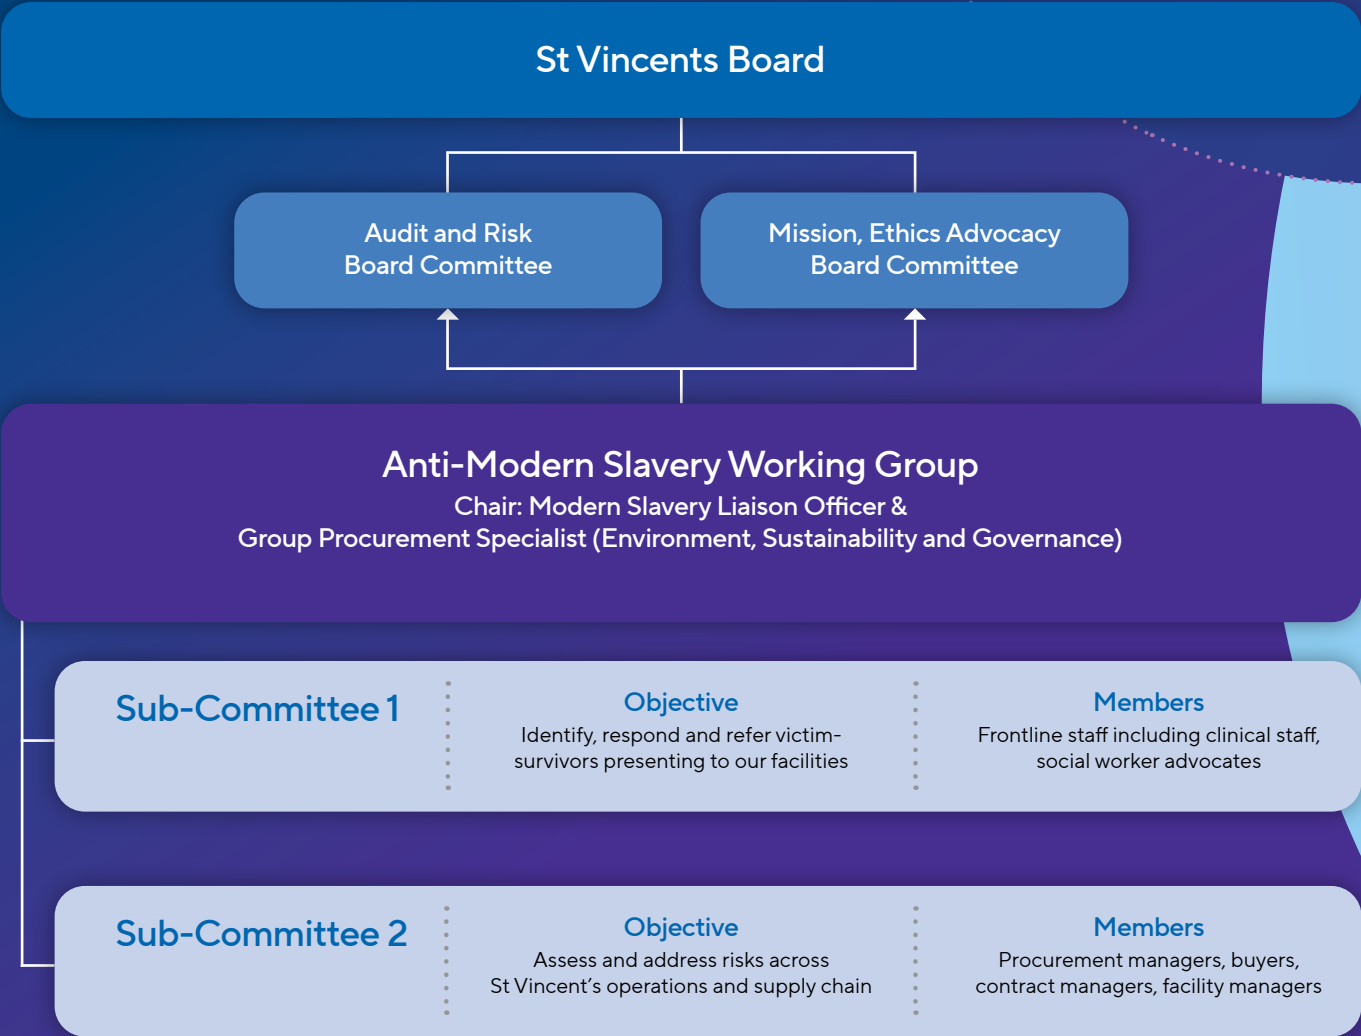 St Vincents Board
Audit and Risk
Board Committee
Mission, Ethics Advocacy
Board Committee
Anti-Modern Slavery Working Group
Chair: Modern Slavery Liaison Officer &
Group Procurement Specialist (Environment, Sustainability and Governance)
Sub-Committee 1
Objective
Identify, respond and refer victim-
survivors presenting to our facilities
Members
Frontline staff including clinical staff,
social worker advocates
Sub-Committee 2
Objective
Assess and address risks across
St Vincent’s operations and supply chain
Members
Procurement managers, buyers,
contract managers, facility managers